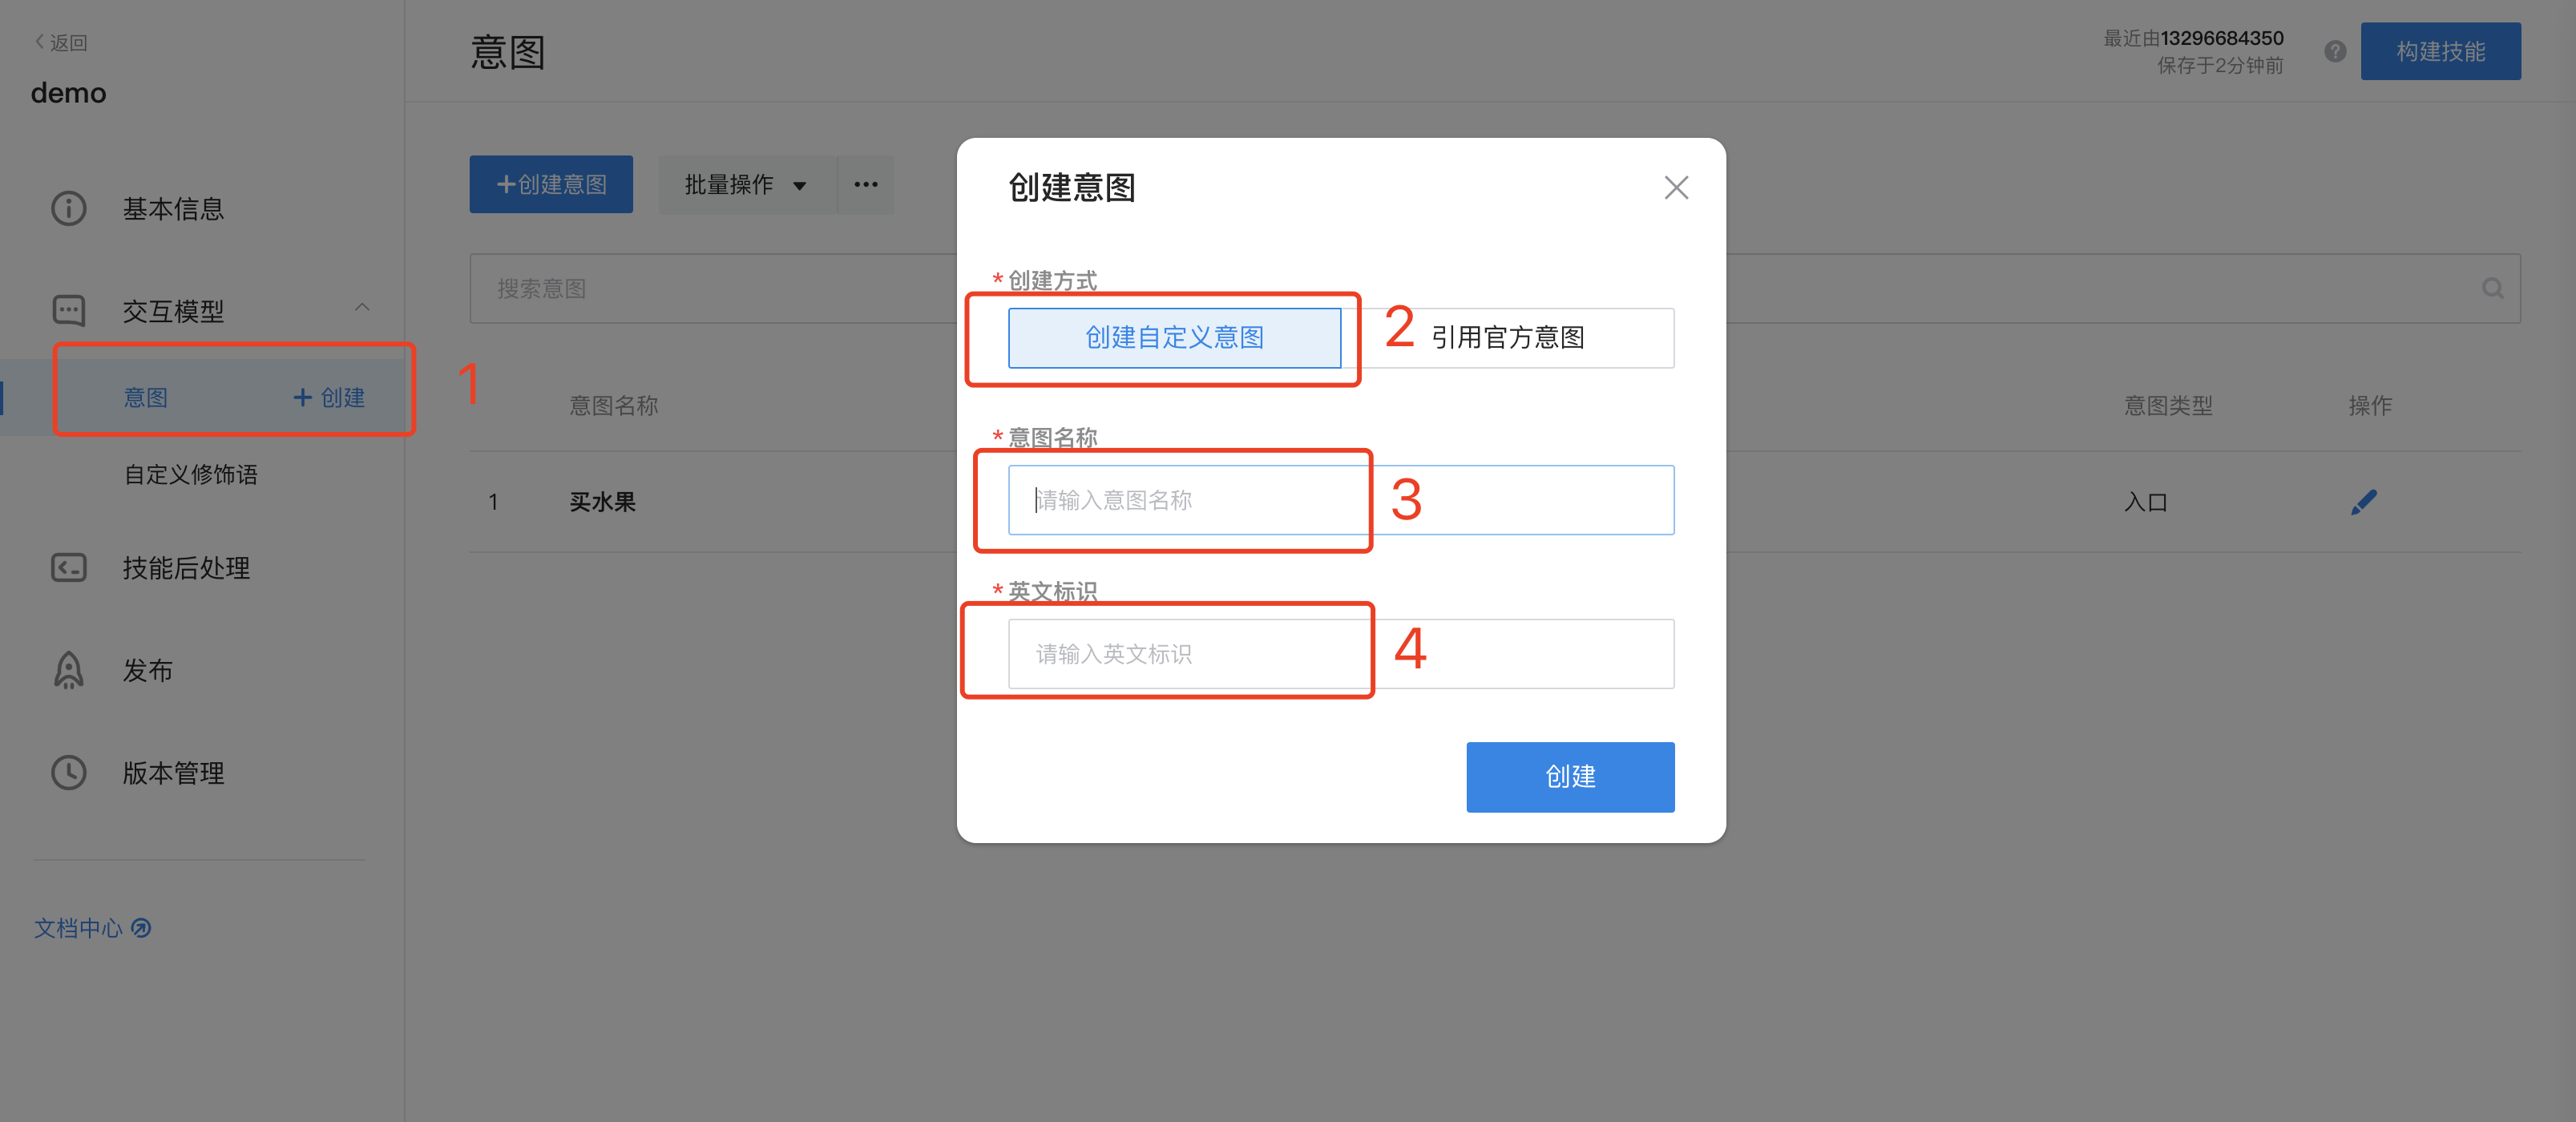 返回
demo
基本信息
交互模型
意图 + 创建
1
自定义修饰语
技能后处理
发布
版本管理
文档中心
意图
最近由13296684350
保存于2分钟前
?
构建技能
+创建意图
批量操作
•••
搜索意图
意图名称 意图类型 操作
1 买水果 入口
创建意图
* 创建方式
创建自定义意图 2 引用官方意图
* 意图名称
请输入意图名称 3
* 英文标识
请输入英文标识 4
创建